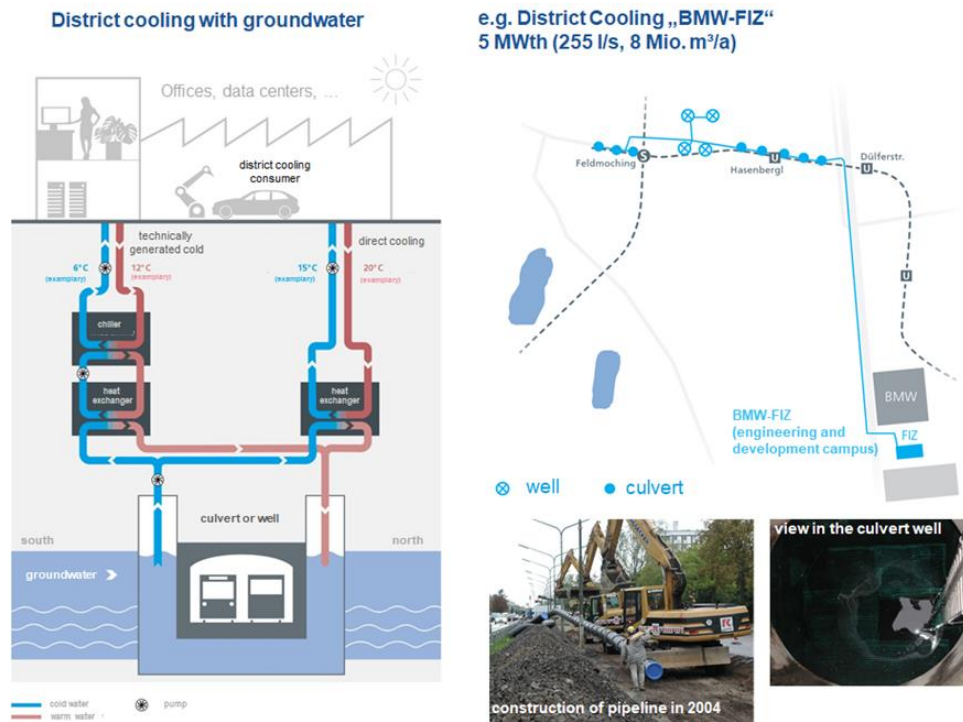 District cooling with groundwater
Offices, data centers, ...
district cooling
consumer
technically
generated cold
direct cooling
6°C
(examplary)
12°C
(examplary)
15°C
(examplary)
20°C
(examplary)
chiller
heat
exchanger
heat
exchanger
culvert or well
south
north
groundwater
cold water
warm water
pump
e.g. District Cooling „BMW-FIZ“
5 MWth (255 l/s, 8 Mio. m³/a)
Feldmoching
S
Hasenbergl
U
Dülferstr.
U
U
BMW
BMW-FIZ
(engineering and
development campus)
FIZ
well
culvert
construction of pipeline in 2004
view in the culvert well